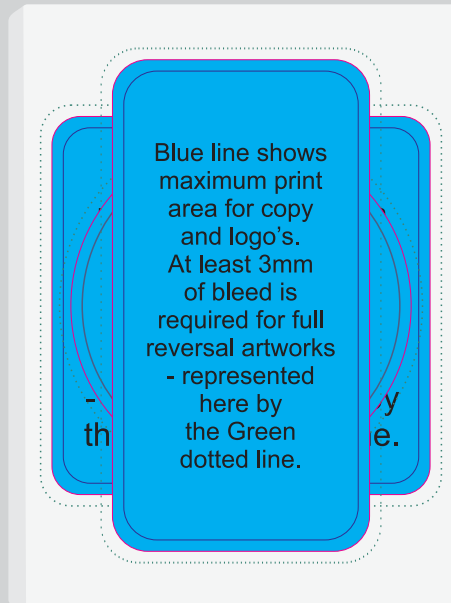 Blue line shows
maximum print
area for copy
and logo's.
At least 3mm
of bleed is
required for full
reversal artworks
- represented
here by
the Green
dotted line.
-
y
th
e.